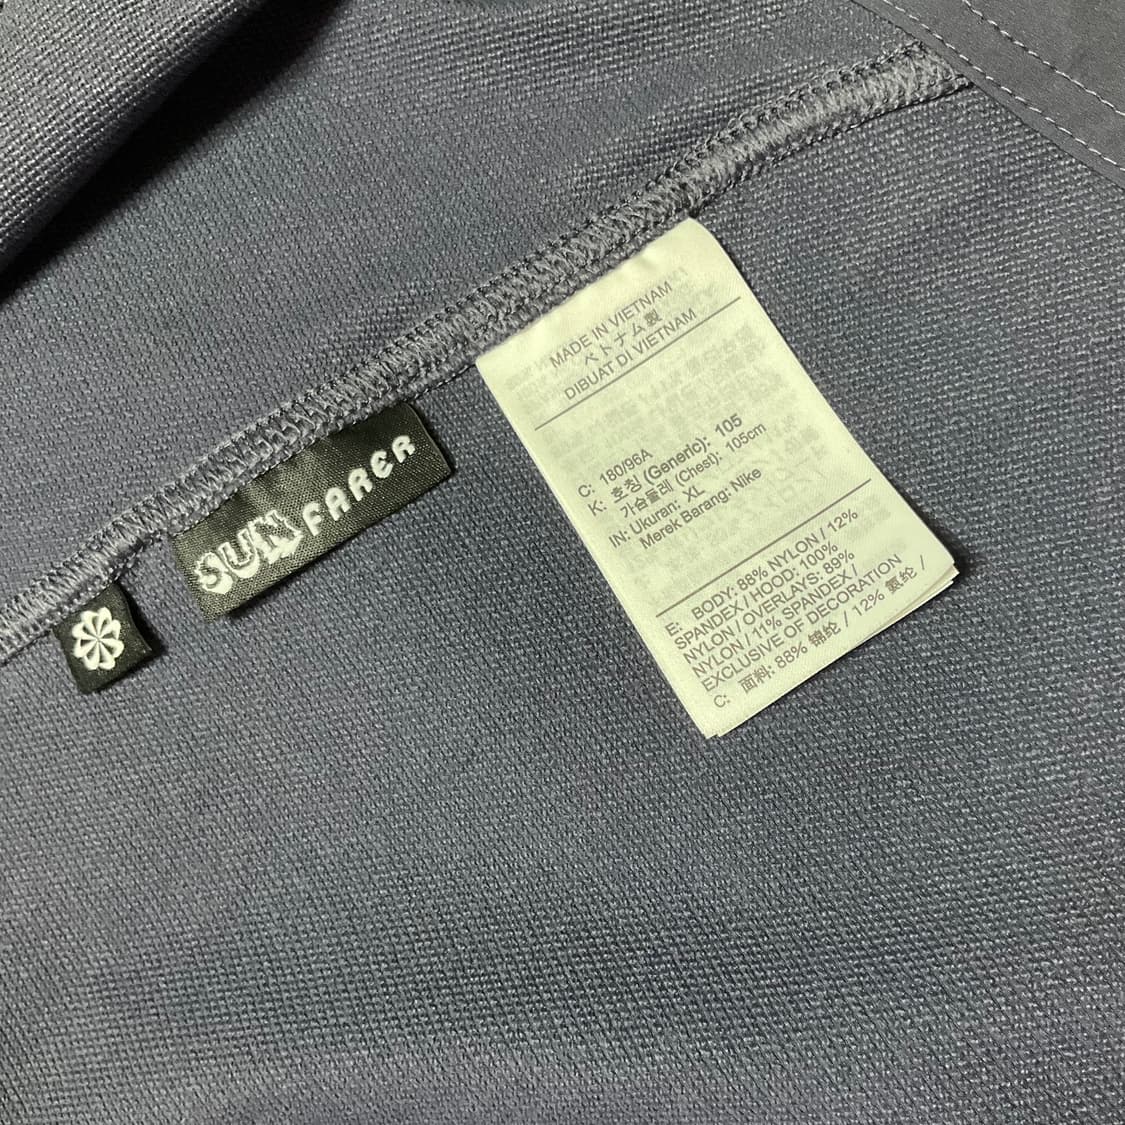 SUN FARER
MADE IN VIETNAM
ベトナム製
DIBUAT DI VIETNAM
C: 180/96A
K: 호칭 (Generic): 105
가슴둘레 (Chest): 105cm
IN: Ukuran: XL
Merek Barang: Nike
E: BODY: 88% NYLON / 12%
SPANDEX / HOOD: 100%
NYLON / OVERLAYS: 89%
NYLON / 11% SPANDEX /
EXCLUSIVE OF DECORATION
C: 面料: 88% 锦纶 / 12% 氨纶 /